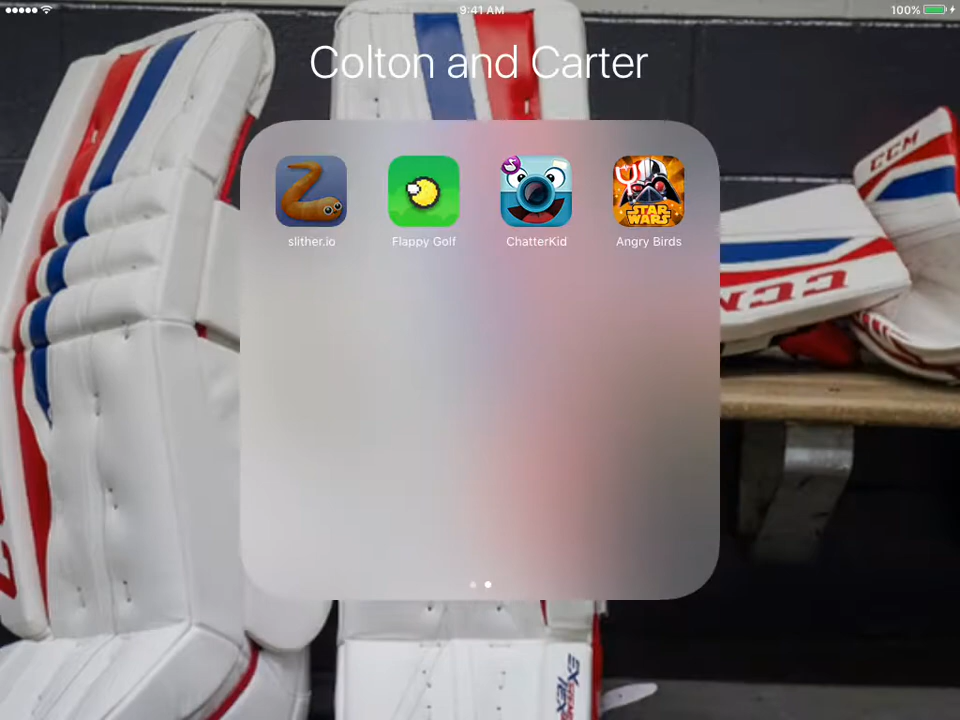 9:41 AM
100%
Colton and Carter
STAR
WARS
slither.io
Flappy Golf
ChatterKid
Angry Birds
CCM
CCM